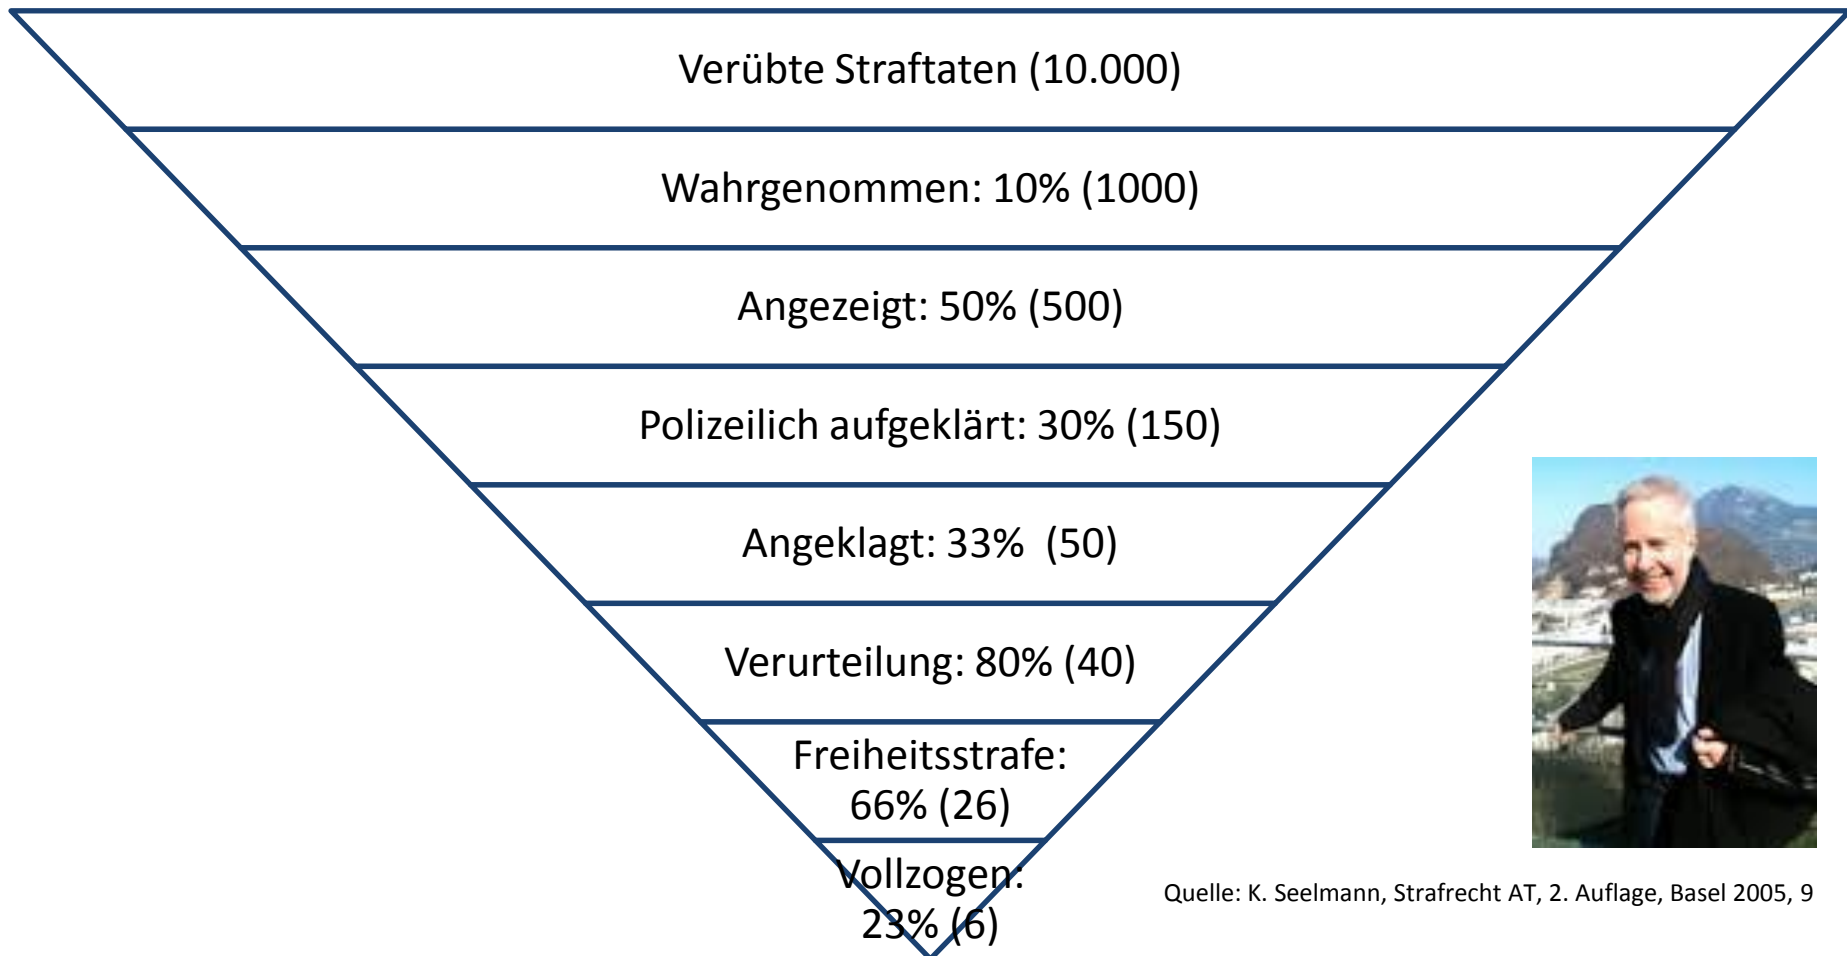 Verübte Straftaten (10.000)
Wahrgenommen: 10% (1000)
Angezeigt: 50% (500)
Polizeilich aufgeklärt: 30% (150)
Angeklagt: 33%  (50)
Verurteilung: 80% (40)
Freiheitsstrafe:
66% (26)
Vollzogen:
23% (6)
Quelle: K. Seelmann, Strafrecht AT, 2. Auflage, Basel 2005, 9